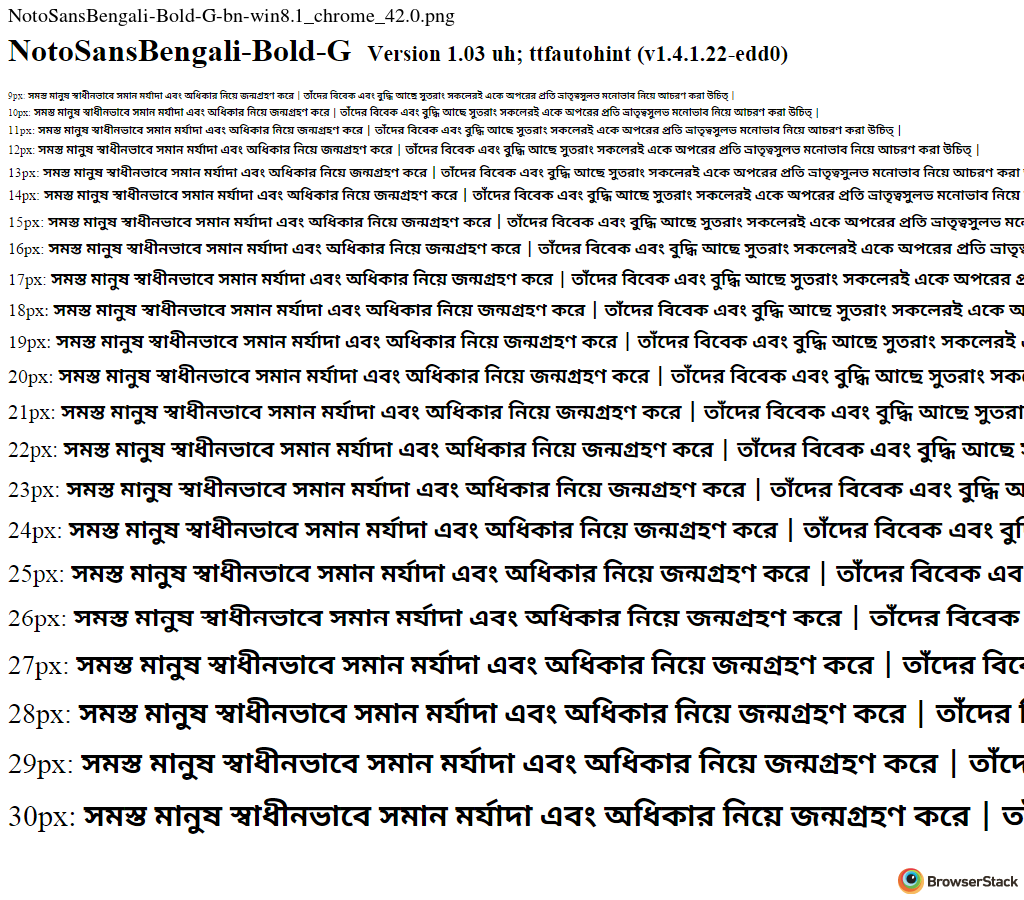 NotoSansBengali-Bold-G-bn-win8.1_chrome_42.0.png
NotoSansBengali-Bold-G Version 1.03 uh; ttfautohint (v1.4.1.22-edd0)
9px: সমস্ত মানুষ স্বাধীনভাবে সমান মর্যাদা এবং অধিকার নিয়ে জন্মগ্রহণ করে | তাঁদের বিবেক এবং বুদ্ধি আছে সুতরাং সকলেরই একে অপরের প্রতি ভ্রাতৃত্বসুলভ মনোভাব নিয়ে আচরণ করা উচিত্ |
10px: সমস্ত মানুষ স্বাধীনভাবে সমান মর্যাদা এবং অধিকার নিয়ে জন্মগ্রহণ করে | তাঁদের বিবেক এবং বুদ্ধি আছে সুতরাং সকলেরই একে অপরের প্রতি ভ্রাতৃত্বসুলভ মনোভাব নিয়ে আচরণ করা উচিত্ |
11px: সমস্ত মানুষ স্বাধীনভাবে সমান মর্যাদা এবং অধিকার নিয়ে জন্মগ্রহণ করে | তাঁদের বিবেক এবং বুদ্ধি আছে সুতরাং সকলেরই একে অপরের প্রতি ভ্রাতৃত্বসুলভ মনোভাব নিয়ে আচরণ করা উচিত্ |
12px: সমস্ত মানুষ স্বাধীনভাবে সমান মর্যাদা এবং অধিকার নিয়ে জন্মগ্রহণ করে | তাঁদের বিবেক এবং বুদ্ধি আছে সুতরাং সকলেরই একে অপরের প্রতি ভ্রাতৃত্বসুলভ মনোভাব নিয়ে আচরণ করা উচিত্ |
13px: সমস্ত মানুষ স্বাধীনভাবে সমান মর্যাদা এবং অধিকার নিয়ে জন্মগ্রহণ করে | তাঁদের বিবেক এবং বুদ্ধি আছে সুতরাং সকলেরই একে অপরের প্রতি ভ্রাতৃত্বসুলভ মনোভাব নিয়ে আচরণ করা
14px: সমস্ত মানুষ স্বাধীনভাবে সমান মর্যাদা এবং অধিকার নিয়ে জন্মগ্রহণ করে | তাঁদের বিবেক এবং বুদ্ধি আছে সুতরাং সকলেরই একে অপরের প্রতি ভ্রাতৃত্বসুলভ মনোভাব নিয়ে
15px: সমস্ত মানুষ স্বাধীনভাবে সমান মর্যাদা এবং অধিকার নিয়ে জন্মগ্রহণ করে | তাঁদের বিবেক এবং বুদ্ধি আছে সুতরাং সকলেরই একে অপরের প্রতি ভ্রাতৃত্বসুলভ
16px: সমস্ত মানুষ স্বাধীনভাবে সমান মর্যাদা এবং অধিকার নিয়ে জন্মগ্রহণ করে | তাঁদের বিবেক এবং বুদ্ধি আছে সুতরাং সকলেরই একে অপরের প্রতি
17px: সমস্ত মানুষ স্বাধীনভাবে সমান মর্যাদা এবং অধিকার নিয়ে জন্মগ্রহণ করে | তাঁদের বিবেক এবং বুদ্ধি আছে সুতরাং সকলেরই একে অপরের
18px: সমস্ত মানুষ স্বাধীনভাবে সমান মর্যাদা এবং অধিকার নিয়ে জন্মগ্রহণ করে | তাঁদের বিবেক এবং বুদ্ধি আছে সুতরাং সকলেরই একে
19px: সমস্ত মানুষ স্বাধীনভাবে সমান মর্যাদা এবং অধিকার নিয়ে জন্মগ্রহণ করে | তাঁদের বিবেক এবং বুদ্ধি আছে সুতরাং সকলেরই
20px: সমস্ত মানুষ স্বাধীনভাবে সমান মর্যাদা এবং অধিকার নিয়ে জন্মগ্রহণ করে | তাঁদের বিবেক এবং বুদ্ধি আছে সুতরাং
21px: সমস্ত মানুষ স্বাধীনভাবে সমান মর্যাদা এবং অধিকার নিয়ে জন্মগ্রহণ করে | তাঁদের বিবেক এবং বুদ্ধি আছে
22px: সমস্ত মানুষ স্বাধীনভাবে সমান মর্যাদা এবং অধিকার নিয়ে জন্মগ্রহণ করে | তাঁদের বিবেক এবং বুদ্ধি আছে
23px: সমস্ত মানুষ স্বাধীনভাবে সমান মর্যাদা এবং অধিকার নিয়ে জন্মগ্রহণ করে | তাঁদের বিবেক এবং বুদ্ধি
24px: সমস্ত মানুষ স্বাধীনভাবে সমান মর্যাদা এবং অধিকার নিয়ে জন্মগ্রহণ করে | তাঁদের বিবেক এবং
25px: সমস্ত মানুষ স্বাধীনভাবে সমান মর্যাদা এবং অধিকার নিয়ে জন্মগ্রহণ করে | তাঁদের বিবেক
26px: সমস্ত মানুষ স্বাধীনভাবে সমান মর্যাদা এবং অধিকার নিয়ে জন্মগ্রহণ করে | তাঁদের বিবেক
27px: সমস্ত মানুষ স্বাধীনভাবে সমান মর্যাদা এবং অধিকার নিয়ে জন্মগ্রহণ করে | তাঁদের
28px: সমস্ত মানুষ স্বাধীনভাবে সমান মর্যাদা এবং অধিকার নিয়ে জন্মগ্রহণ করে | তাঁদের
29px: সমস্ত মানুষ স্বাধীনভাবে সমান মর্যাদা এবং অধিকার নিয়ে জন্মগ্রহণ করে |
30px: সমস্ত মানুষ স্বাধীনভাবে সমান মর্যাদা এবং অধিকার নিয়ে জন্মগ্রহণ করে |
BrowserStack